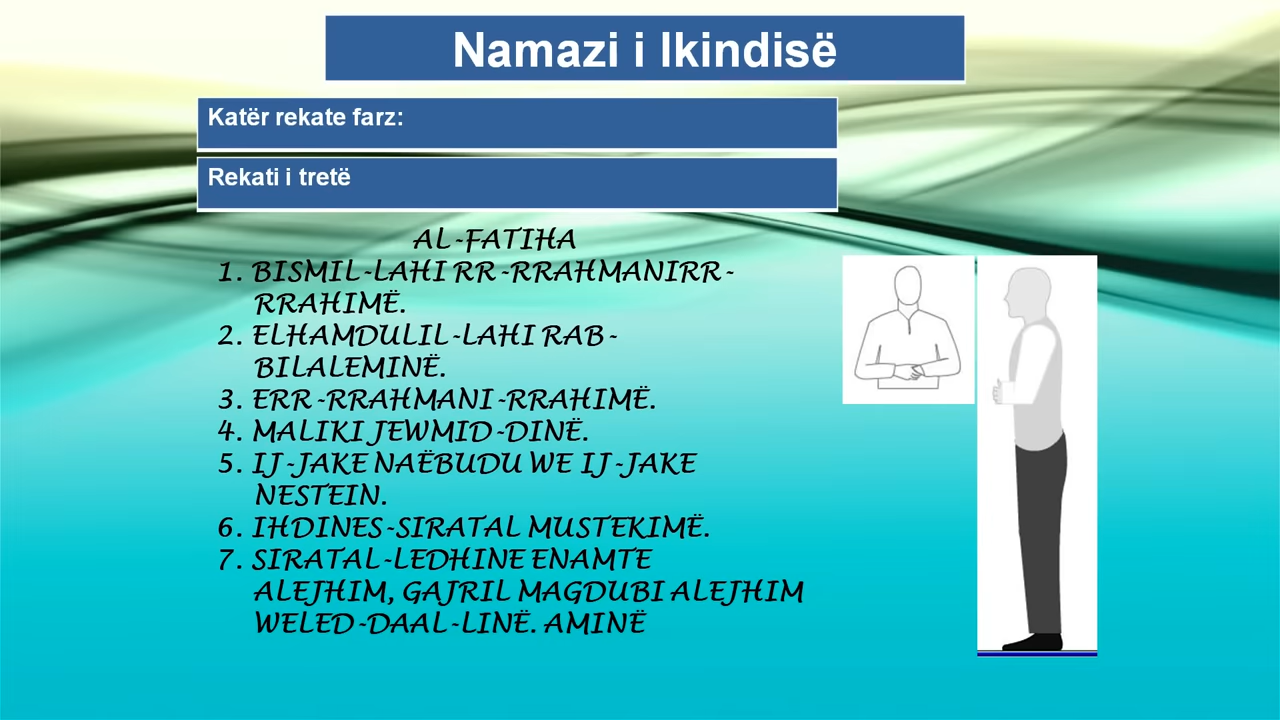 Namazi i Ikindisë
Katër rekate farz:
Rekati i tretë
AL-FATIHA
1. BISMIL-LAHI RR-RRAHMANIRR-
RRAHIMË.
2. ELHAMDULIL-LAHI RAB-
BILALEMINË.
3. ERR-RRAHMANI-RRAHIMË.
4. MALIKI JEWMID-DINË.
5. IJ-JAKE NAËBUDU WE IJ-JAKE
NESTEIN.
6. IHDINES-SIRATAL MUSTEKIMË.
7. SIRATAL-LEDHINE ENAMTE
ALEJHIM, GAJRIL MAGDUBI ALEJHIM
WELED-DAAL-LINË. AMINË